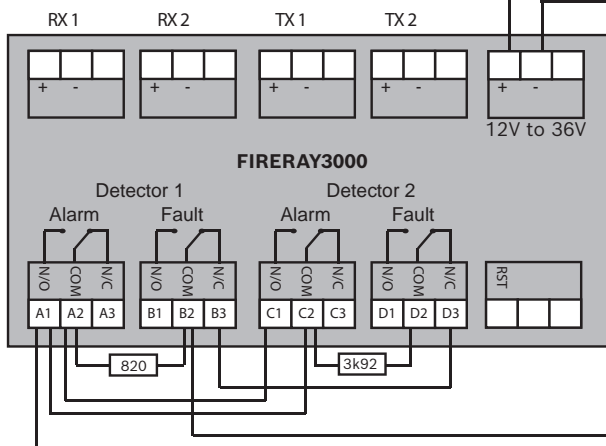 RX 1 RX 2 TX 1 TX 2
+ - + - + - + - + -
12V to 36V
FIRERAY3000
Detector 1 Detector 2
Alarm Fault Alarm Fault
N/O COM N/C N/O COM N/C N/O COM N/C N/O COM N/C RST
A1 A2 A3 B1 B2 B3 C1 C2 C3 D1 D2 D3
820 3k92